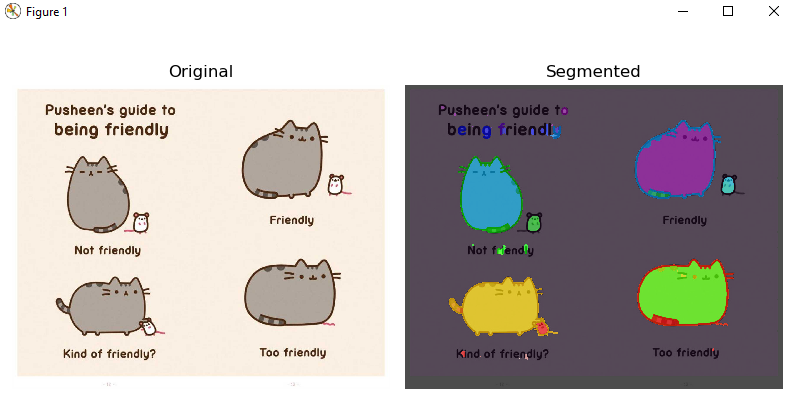 Figure 1
Original
Pusheen's guide to
being friendly
Not friendly
Friendly
Kind of friendly?
Too friendly
Segmented
Pusheen's guide to
being friendly
Not friendly
Friendly
Kind of friendly?
Too friendly